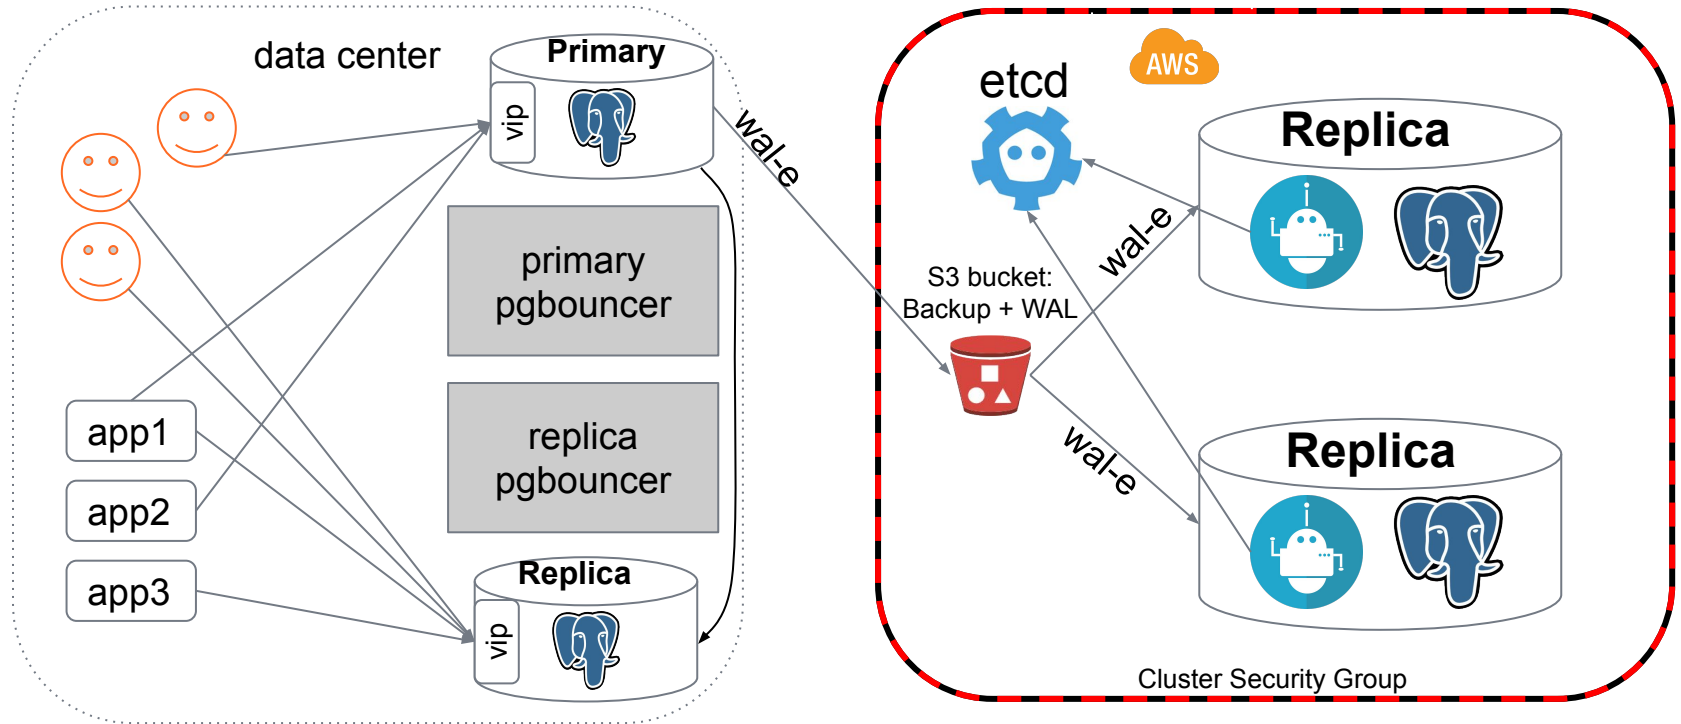 data center
Primary
vip
primary
pgbouncer
replica
pgbouncer
app1
app2
app3
Replica
vip
wal-e
AWS
etcd
Replica
wal-e
S3 bucket:
Backup + WAL
wal-e
Replica
Cluster Security Group